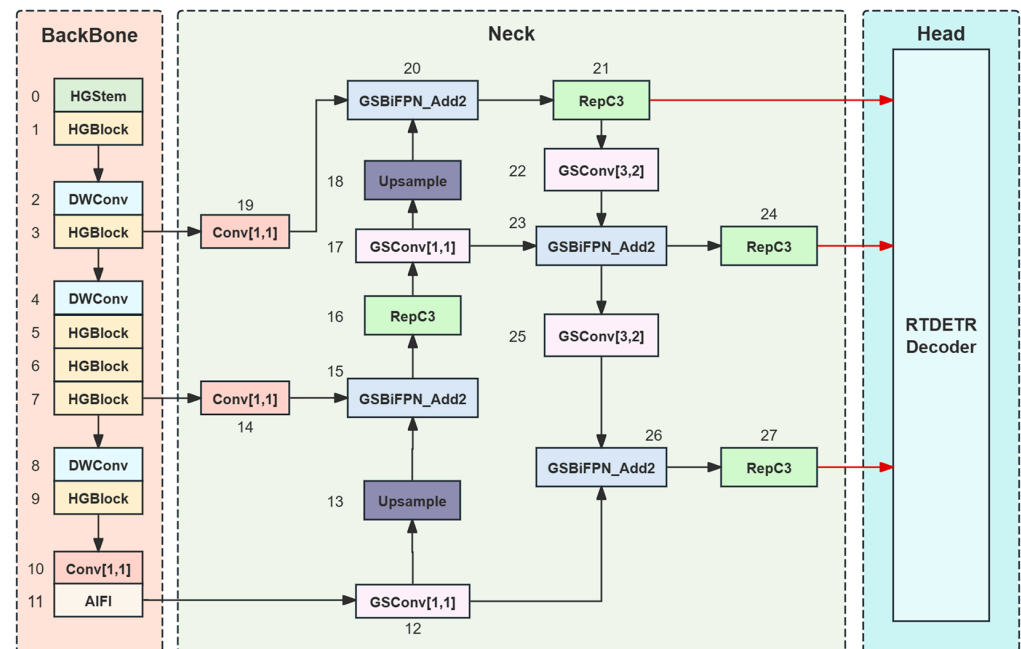 BackBone
Neck
Head
0
HGStem
1
HGBlock
2
DWConv
3
HGBlock
4
DWConv
5
HGBlock
6
HGBlock
7
HGBlock
8
DWConv
9
HGBlock
10
Conv[1,1]
11
AIFI
19
Conv[1,1]
Conv[1,1]
14
20
GSBiFPN_Add2
18
Upsample
17
GSConv[1,1]
16
RepC3
15
GSBiFPN_Add2
13
Upsample
GSConv[1,1]
12
21
RepC3
22
GSConv[3,2]
23
GSBiFPN_Add2
24
RepC3
25
GSConv[3,2]
26
GSBiFPN_Add2
27
RepC3
RTDETR
Decoder